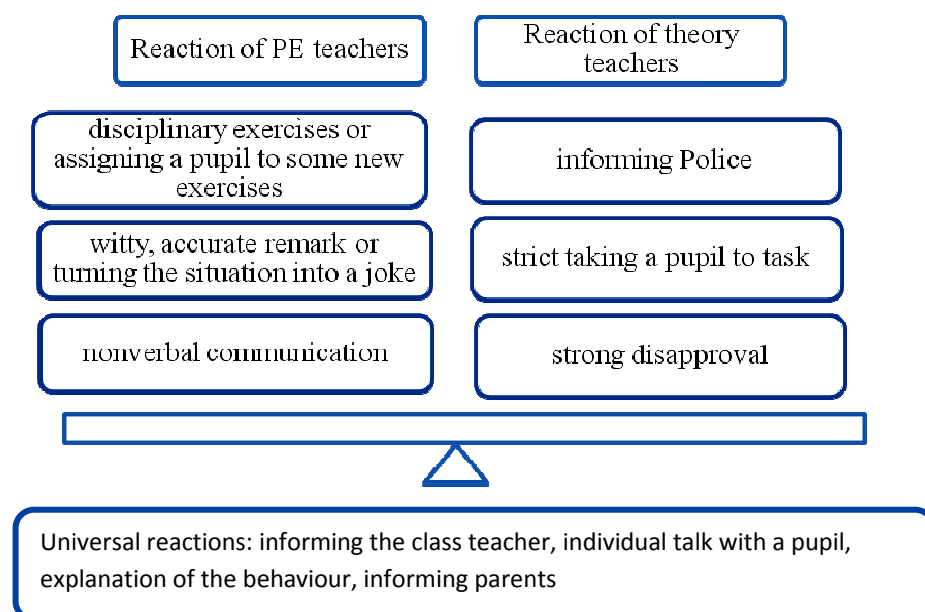 Reaction of PE teachers
Reaction of theory
teachers
disciplinary exercises or
assigning a pupil to some new
exercises
informing Police
witty, accurate remark or
turning the situation into a joke
strict taking a pupil to task
nonverbal communication
strong disapproval
Universal reactions: informing the class teacher, individual talk with a pupil,
explanation of the behaviour, informing parents